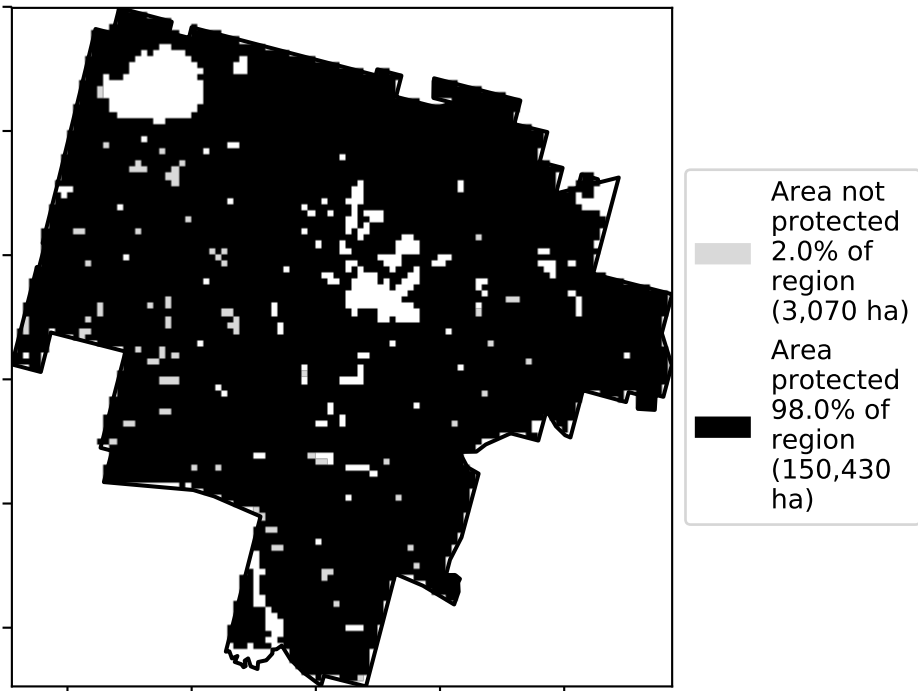 Area not
protected
2.0% of
region
(3,070 ha)
Area
protected
98.0% of
region
(150,430
ha)